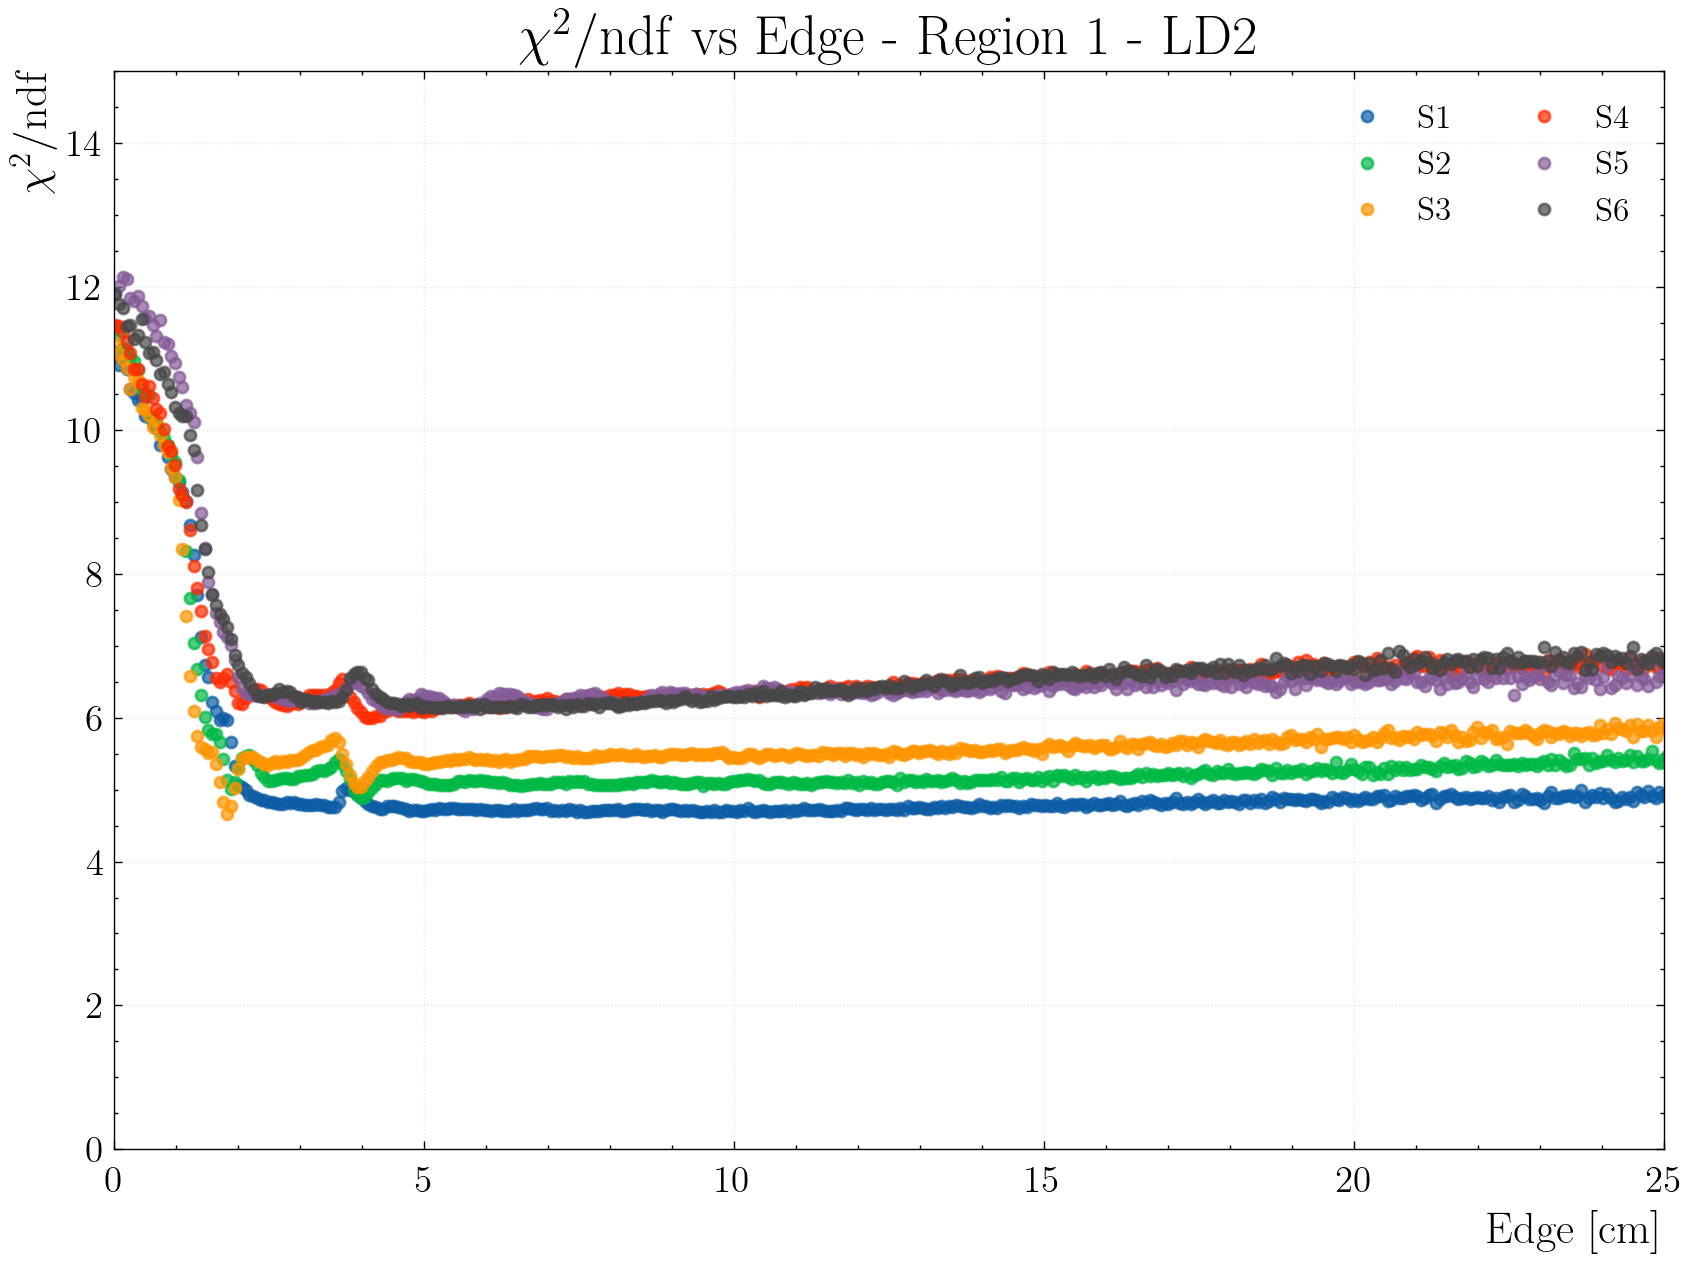 χ²/ndf vs Edge - Region 1 - LD2
χ²/ndf
14
12
10
8
6
4
2
0
S1 S4
S2 S5
S3 S6
0 5 10 15 20 25
Edge [cm]